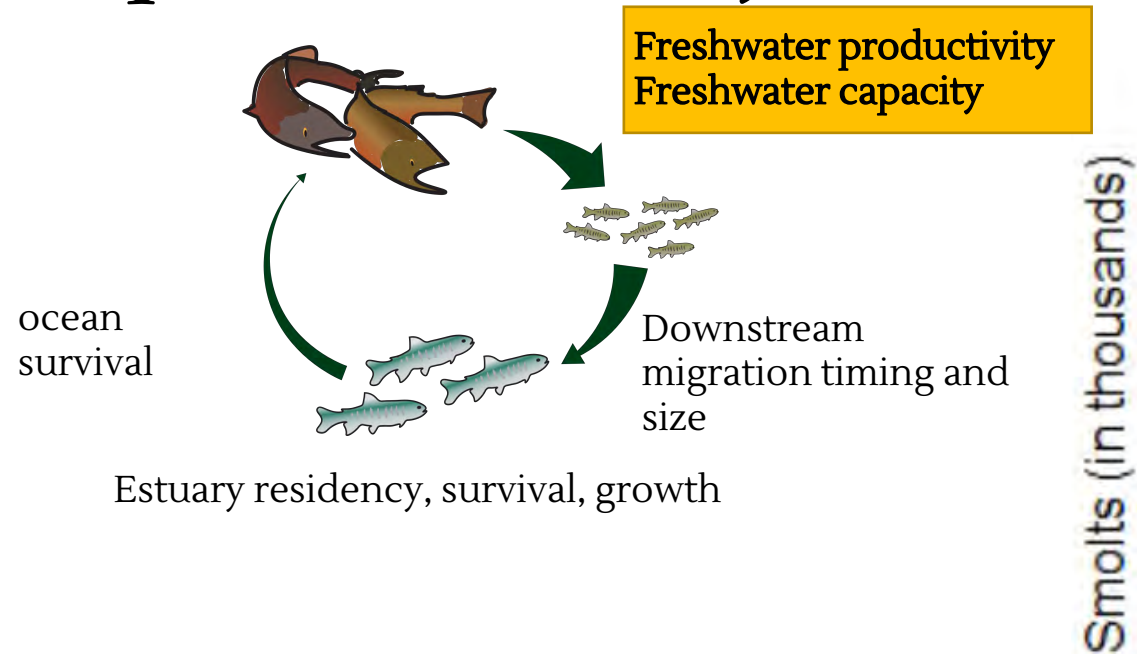 Freshwater productivity
Freshwater capacity
ocean
survival
Downstream
migration timing and
size
Estuary residency, survival, growth
Smolts (in thousands)